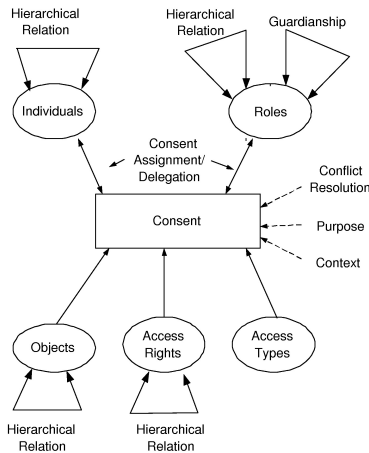 Hierarchical
Relation
Hierarchical
Relation
Guardianship
Individuals
Roles
Consent
Assignment/
Delegation
Conflict
Resolution
Consent
Purpose
Context
Objects
Access
Rights
Access
Types
Hierarchical
Relation
Hierarchical
Relation